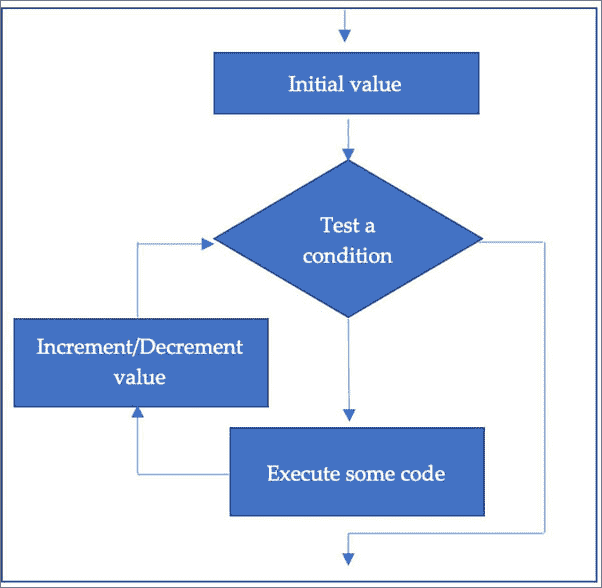 Initial value
Test a
condition
Increment/Decrement
value
Execute some code